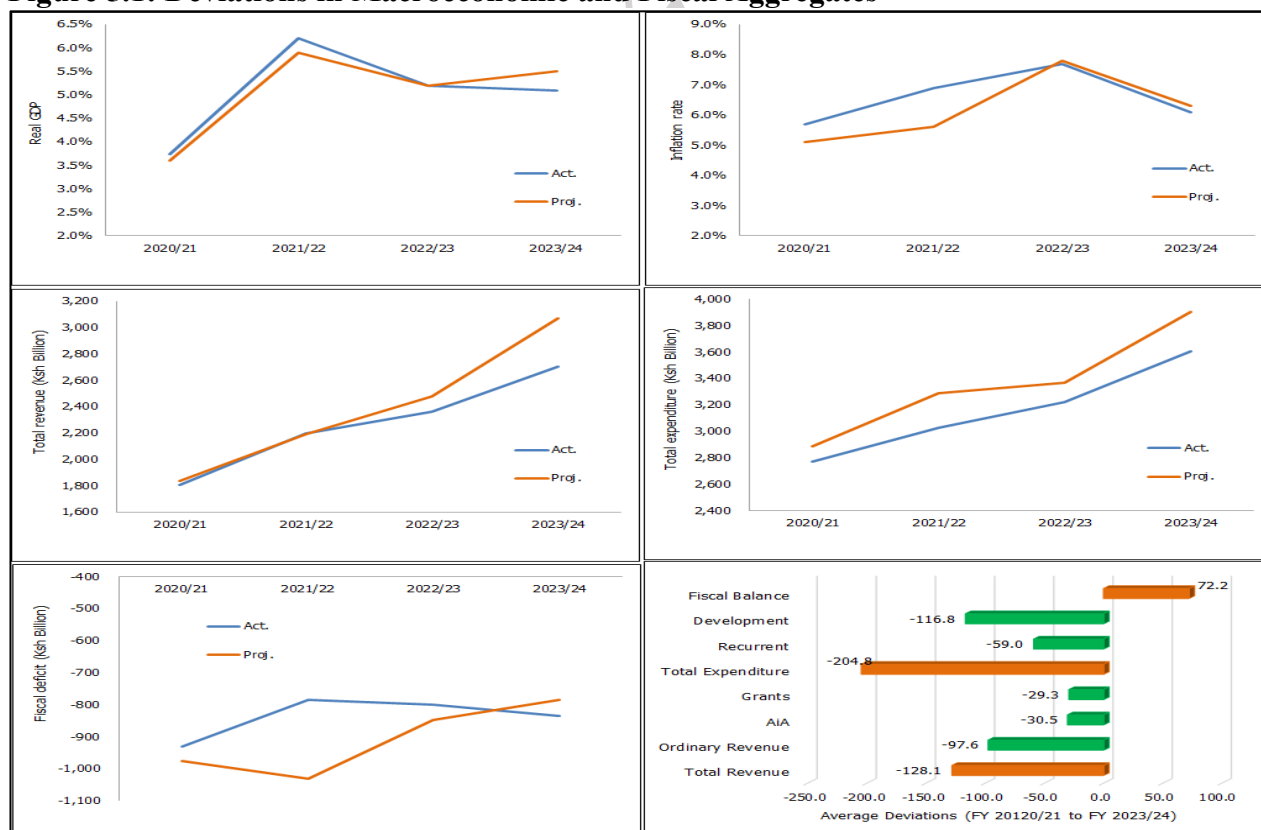 Figure 3.1: Deviations in Macroeconomic and Fiscal Aggregates
6.5%
6.0%
5.5%
5.0%
4.5%
4.0%
3.5%
3.0%
2.5%
2.0%
Real GDP
Act.
Proj.
2020/21 2021/22 2022/23 2023/24
9.0%
8.0%
7.0%
6.0%
5.0%
4.0%
3.0%
2.0%
Inflation rate
Act.
Proj.
2020/21 2021/22 2022/23 2023/24
3,200
3,000
2,800
2,600
2,400
2,200
2,000
1,800
1,600
Total revenue (Ksh Billion)
Act.
Proj.
2020/21 2021/22 2022/23 2023/24
4,000
3,800
3,600
3,400
3,200
3,000
2,800
2,600
2,400
Total expenditure (Ksh Billion)
Act.
Proj.
2020/21 2021/22 2022/23 2023/24
2020/21 2021/22 2022/23 2023/24
-400
-500
-600
-700
-800
-900
-1,000
-1,100
Fiscal deficit (Ksh Billion)
Act.
Proj.
Fiscal Balance 72.2
Development -116.8
Recurrent -59.0
Total Expenditure -204.8
Grants -29.3
AiA -30.5
Ordinary Revenue -97.6
Total Revenue -128.1
-250.0 -200.0 -150.0 -100.0 -50.0 0.0 50.0 100.0
Average Deviations (FY 20120/21 to FY 2023/24)